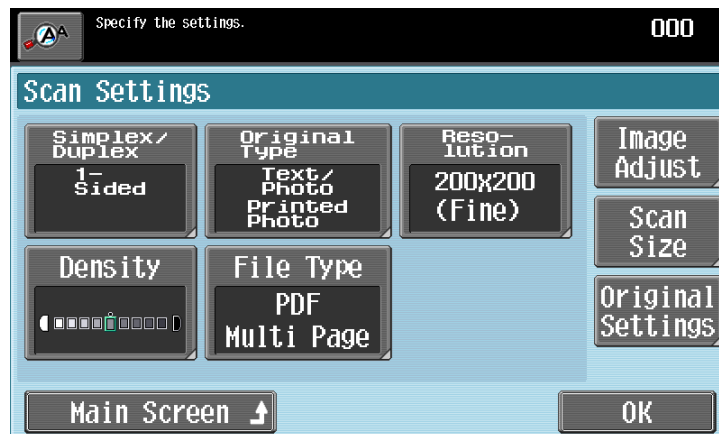 AA
Specify the settings.
000
Scan Settings
Simplex/
Duplex
1-
Sided
Original
Type
Text/
Photo
Printed
Photo
Reso-
lution
200x200
(Fine)
Image
Adjust
Scan
Size
Original
Settings
Density
File Type
PDF
Multi Page
Main Screen
OK